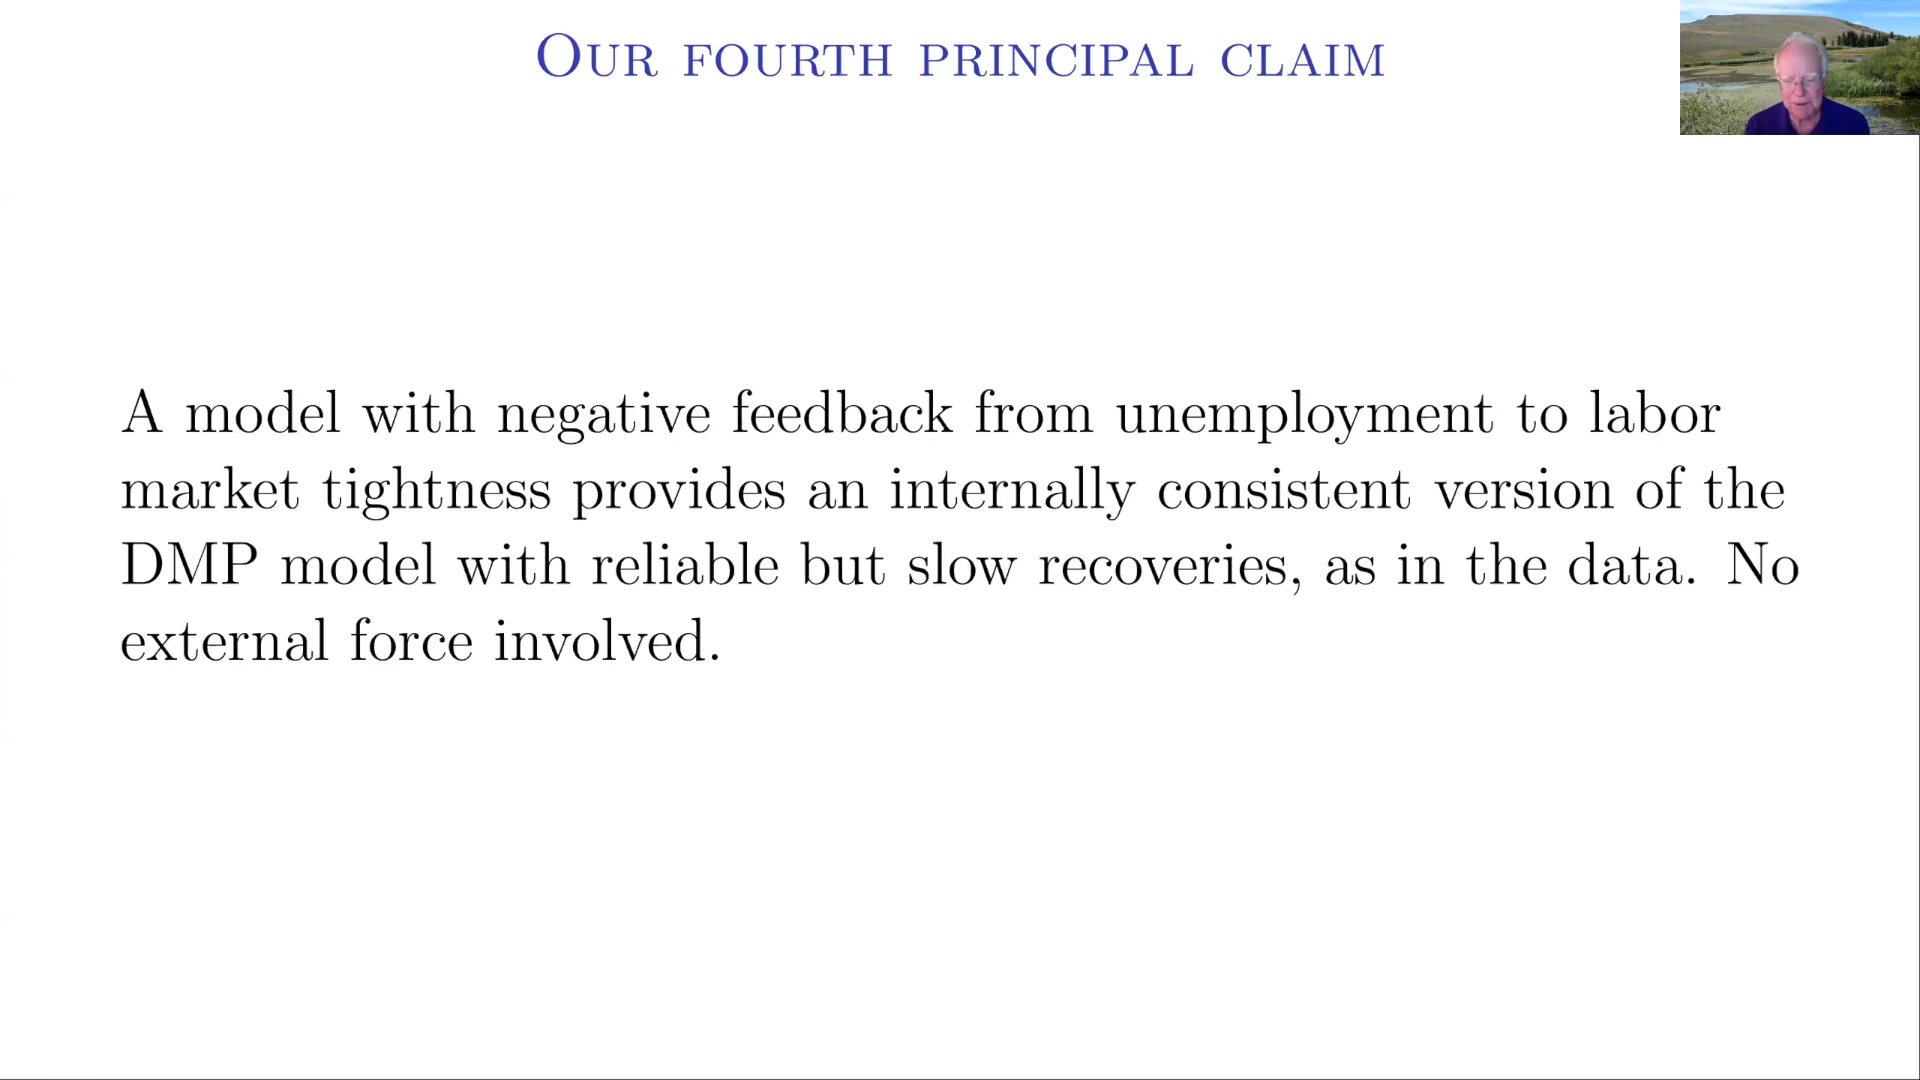 Our fourth principal claim
A model with negative feedback from unemployment to labor
market tightness provides an internally consistent version of the
DMP model with reliable but slow recoveries, as in the data. No
external force involved.